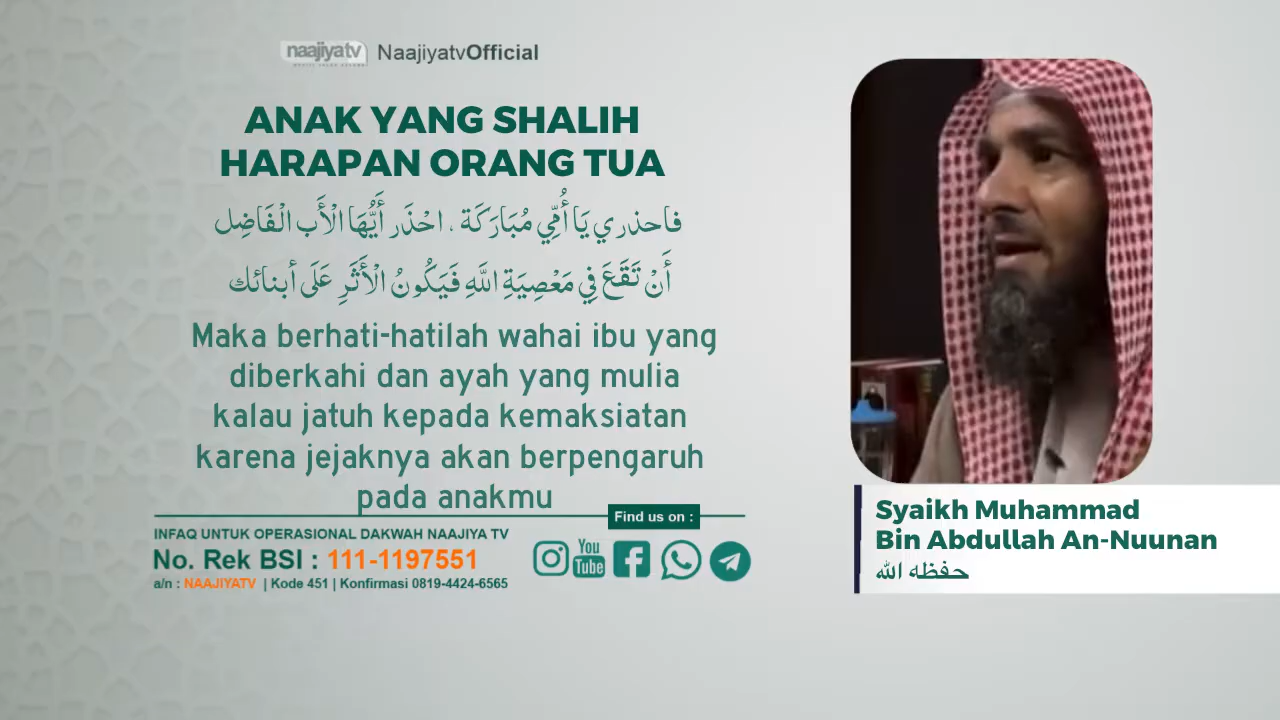 naajiyatv NaajiyatvOfficial
ANAK YANG SHALIH
HARAPAN ORANG TUA
فاحذري يَا أُمِّي مُبَارَكَة ، احْذَر أَيُّهَا الْأَب الْفَاضِل
أَنْ تَقَعَ فِي مَعْصِيَةِ اللَّهِ فَيَكُونُ الْأَثَرِ عَلَى أبنائك
Maka berhati-hatilah wahai ibu yang
diberkahi dan ayah yang mulia
kalau jatuh kepada kemaksiatan
karena jejaknya akan berpengaruh
pada anakmu
Find us on :
INFAQ UNTUK OPERASIONAL DAKWAH NAAJIYA TV
No. Rek BSI : 111-1197551
a/n : NAAJIYATV | Kode 451 | Konfirmasi 0819-4424-6565
You
Tube
Syaikh Muhammad
Bin Abdullah An-Nuunan
حفظه الله